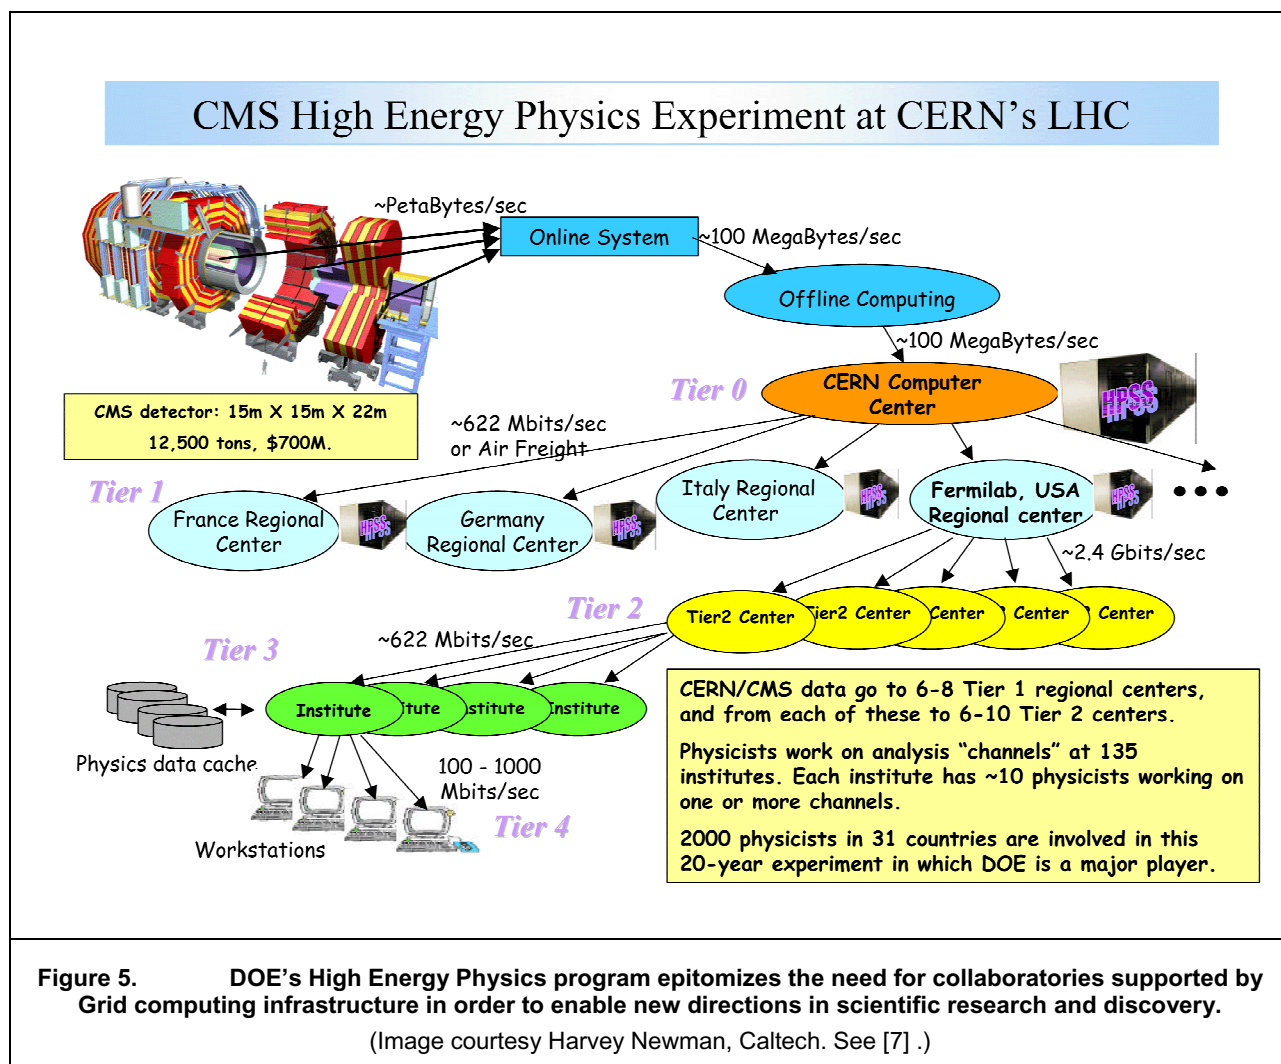 CMS High Energy Physics Experiment at CERN's LHC
~PetaBytes/sec
Online System
~100 MegaBytes/sec
Offline Computing
~100 MegaBytes/sec
Tier 0
CERN Computer
Center
HPSS
CMS detector: 15m X 15m X 22m
12,500 tons, $700M.
~622 Mbits/sec
or Air Freight
Tier 1
France Regional
Center
HPSS
Germany
Regional Center
HPSS
Italy Regional
Center
HPSS
Fermilab, USA
Regional center
HPSS
~2.4 Gbits/sec
Tier 2
Tier2 Center
Tier2 Center
Center
Center
Center
~622 Mbits/sec
Tier 3
Institute
Institute
Institute
Institute
Physics data cache
100 - 1000
Mbits/sec
Tier 4
Workstations
CERN/CMS data go to 6-8 Tier 1 regional centers,
and from each of these to 6-10 Tier 2 centers.
Physicists work on analysis "channels" at 135
institutes. Each institute has ~10 physicists working on
one or more channels.
2000 physicists in 31 countries are involved in this
20-year experiment in which DOE is a major player.
Figure 5. DOE's High Energy Physics program epitomizes the need for collaboratories supported by
Grid computing infrastructure in order to enable new directions in scientific research and discovery.
(Image courtesy Harvey Newman, Caltech. See [7] .)